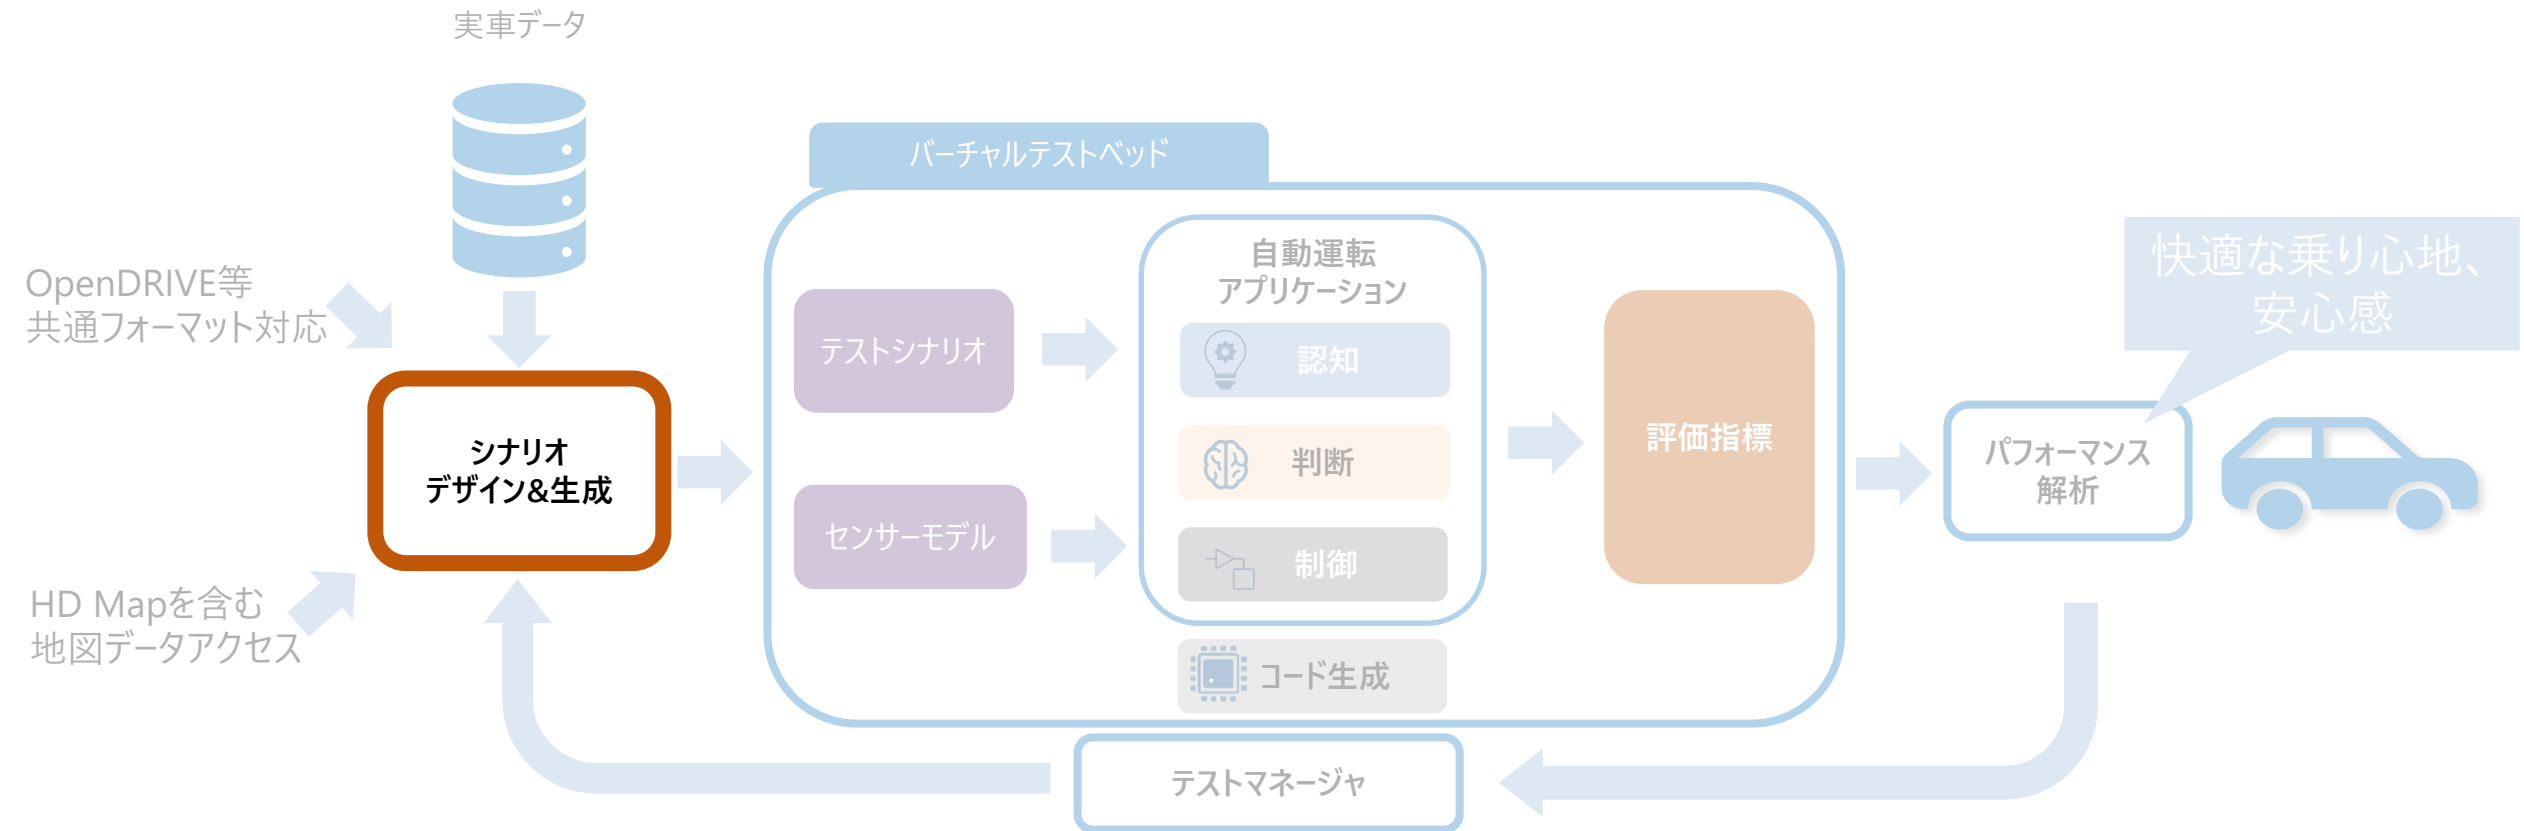 実車データ
OpenDRIVE等
共通フォーマット対応
シナリオ
デザイン&生成
HD Mapを含む
地図データアクセス
バーチャルテストベッド
テストシナリオ
センサーモデル
自動運転
アプリケーション
認知
判断
制御
コード生成
評価指標
パフォーマンス
解析
快適な乗り心地、
安心感
テストマネージャ